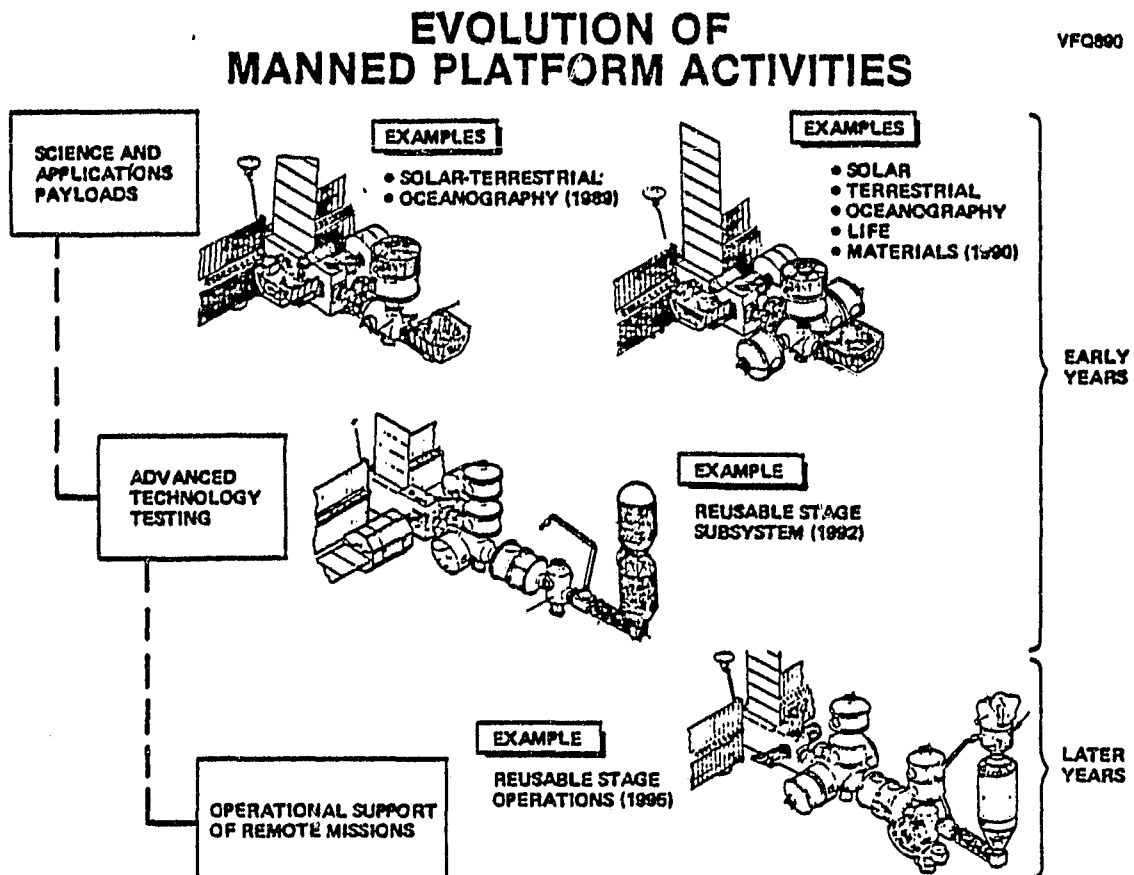 EVOLUTION OF
MANNED PLATFORM ACTIVITIES
VFQ890
SCIENCE AND
APPLICATIONS
PAYLOADS
EXAMPLES
• SOLAR-TERRESTRIAL
• OCEANOGRAPHY (1989)
EXAMPLES
• SOLAR
• TERRESTRIAL
• OCEANOGRAPHY
• LIFE
• MATERIALS (1990)
EARLY
YEARS
ADVANCED
TECHNOLOGY
TESTING
EXAMPLE
REUSABLE STAGE
SUBSYSTEM (1992)
EXAMPLE
REUSABLE STAGE
OPERATIONS (1995)
LATER
YEARS
OPERATIONAL SUPPORT
OF REMOTE MISSIONS